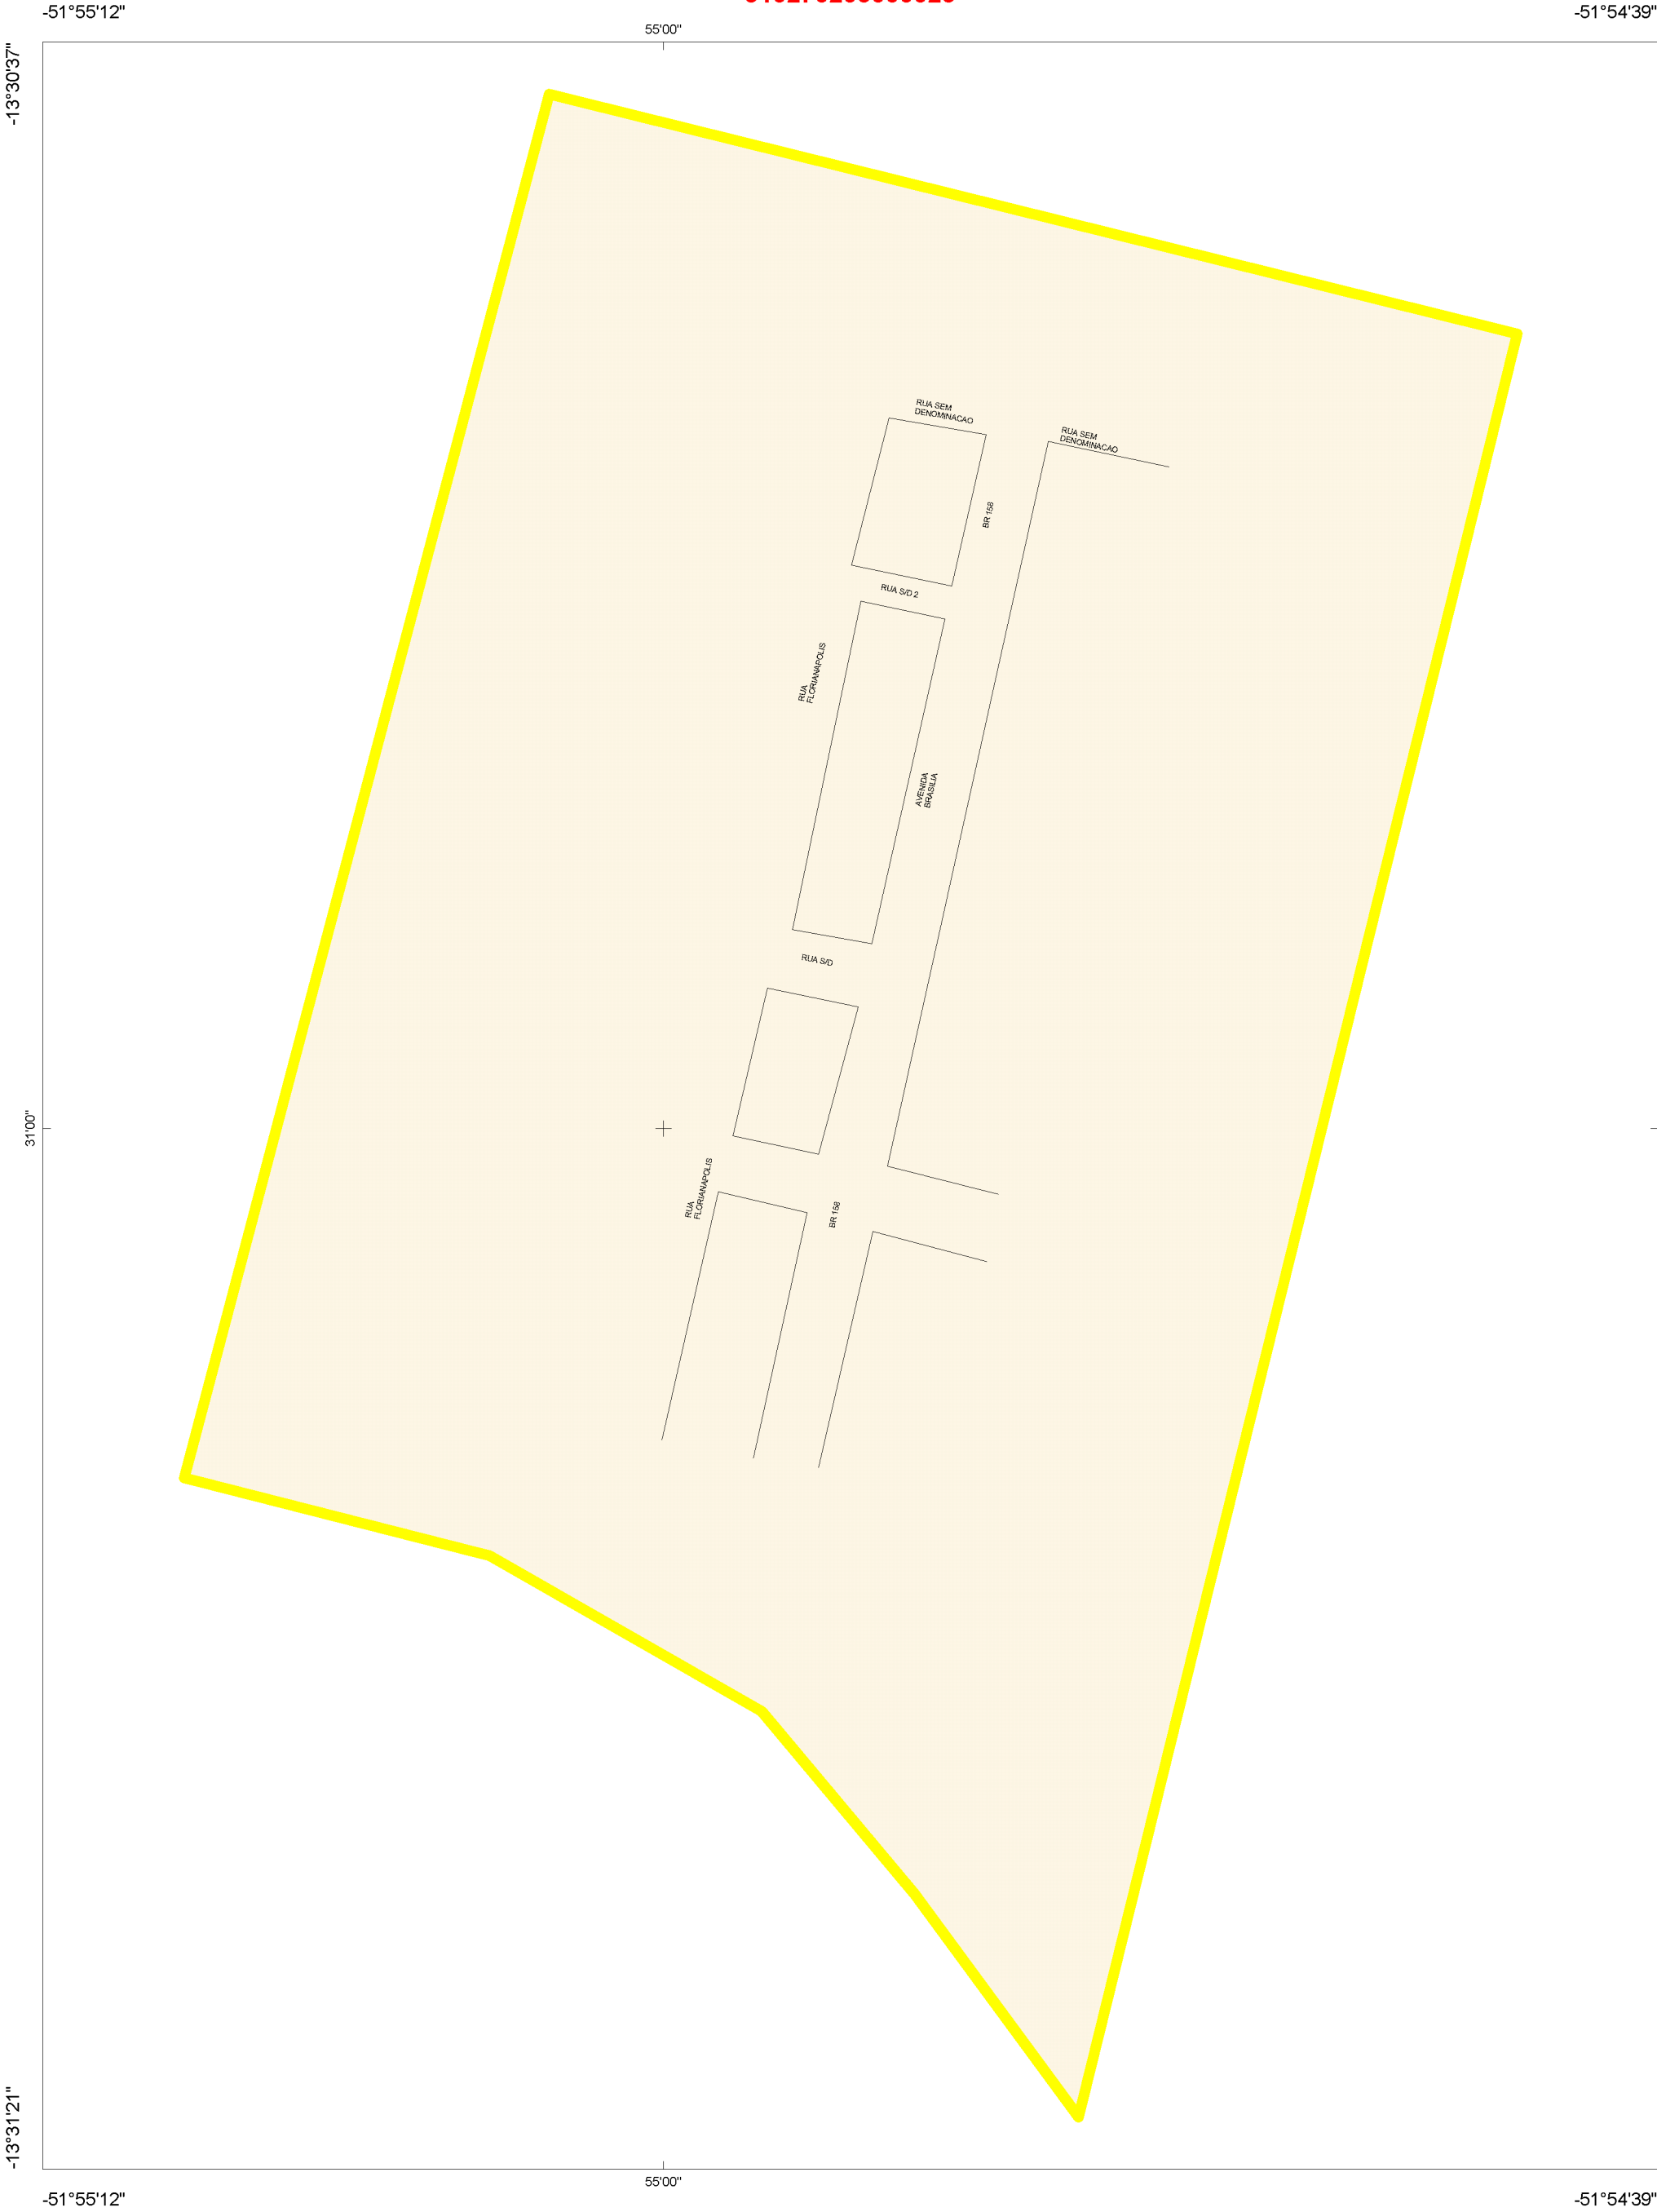 -51°55'12"
55'00"
-51°54'39"
-13°30'37"
RUA SEM
DENOMINACAO
RUA SEM
DENOMINACAO
BR 158
RUA S/D 2
RUA
FLORIANAPOLIS
AVENIDA
BRASILIA
RUA S/D
31'00"
RUA
FLORIANAPOLIS
BR 158
-13°31'21"
55'00"
-51°55'12"
-51°54'39"